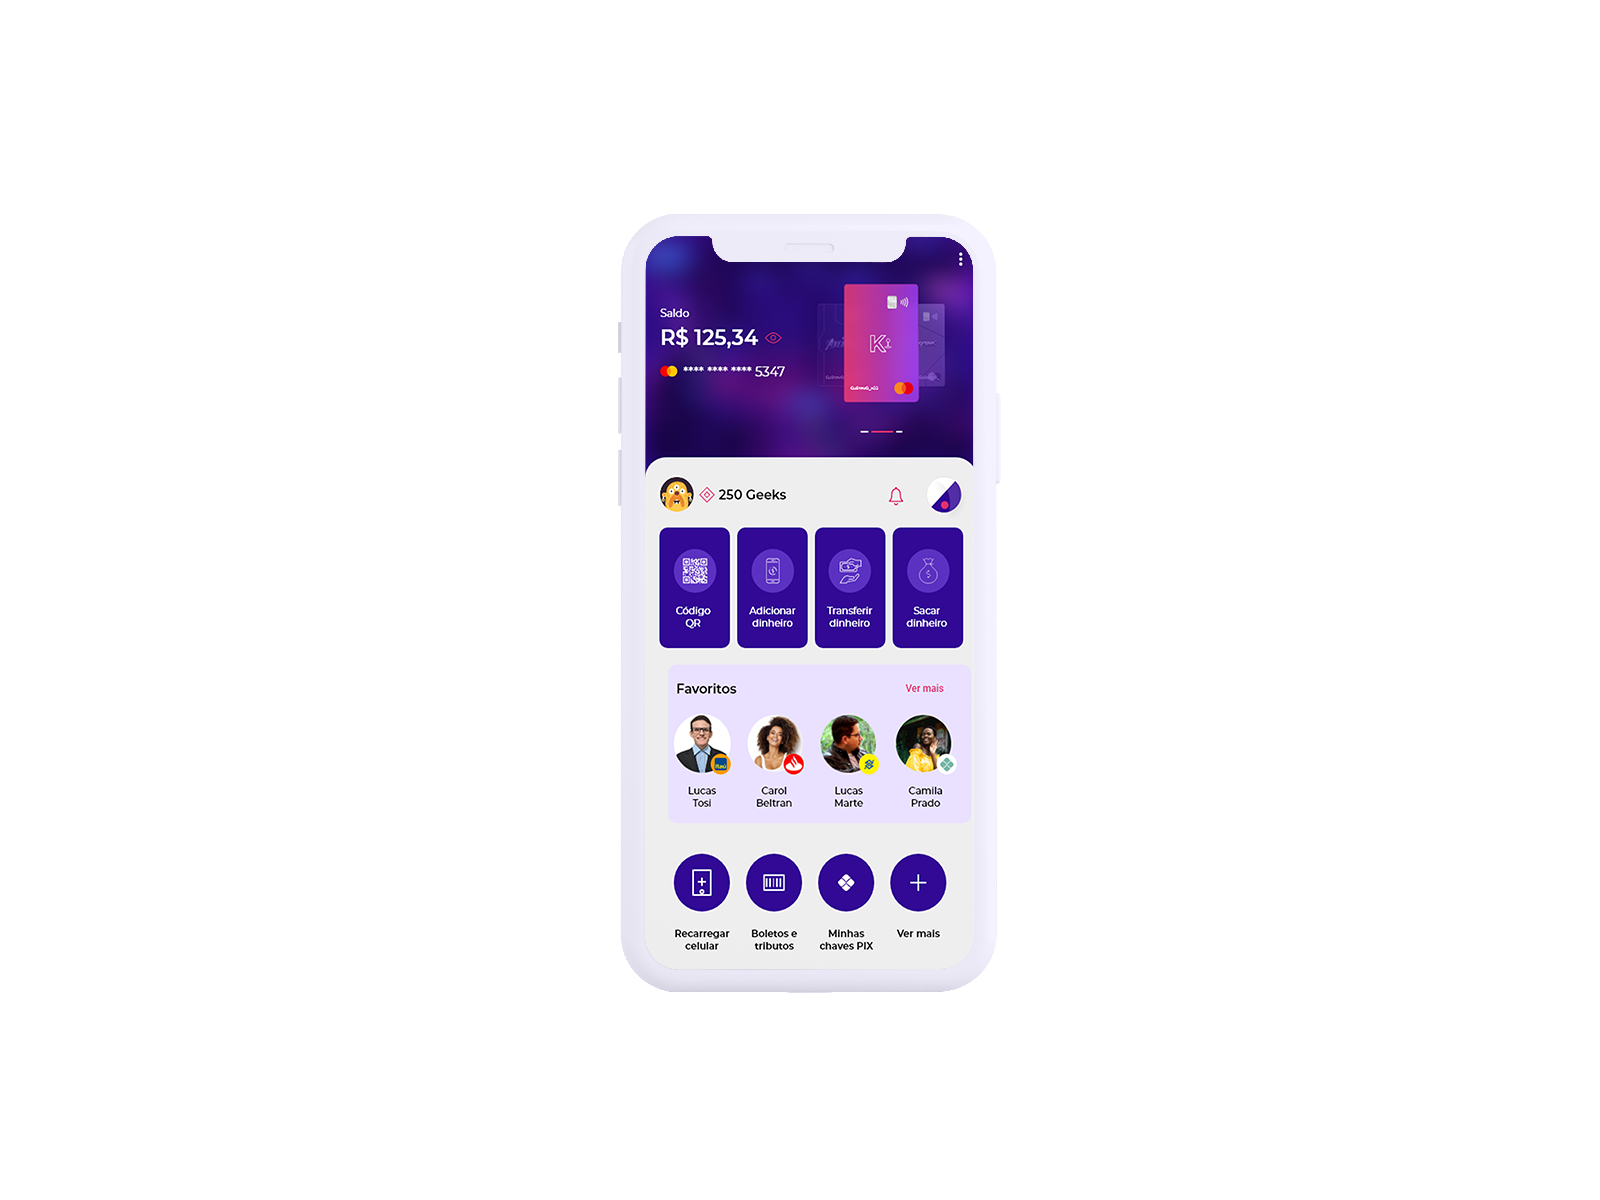 Saldo
R$ 125,34
**** **** **** 5347
K
250 Geeks
Código
QR
Adicionar
dinheiro
Transferir
dinheiro
Sacar
dinheiro
Favoritos
Ver mais
Itaú
Lucas
Tosi
Carol
Beltran
Lucas
Marte
Camila
Prado
Recarregar
celular
Boletos e
tributos
Minhas
chaves PIX
Ver mais